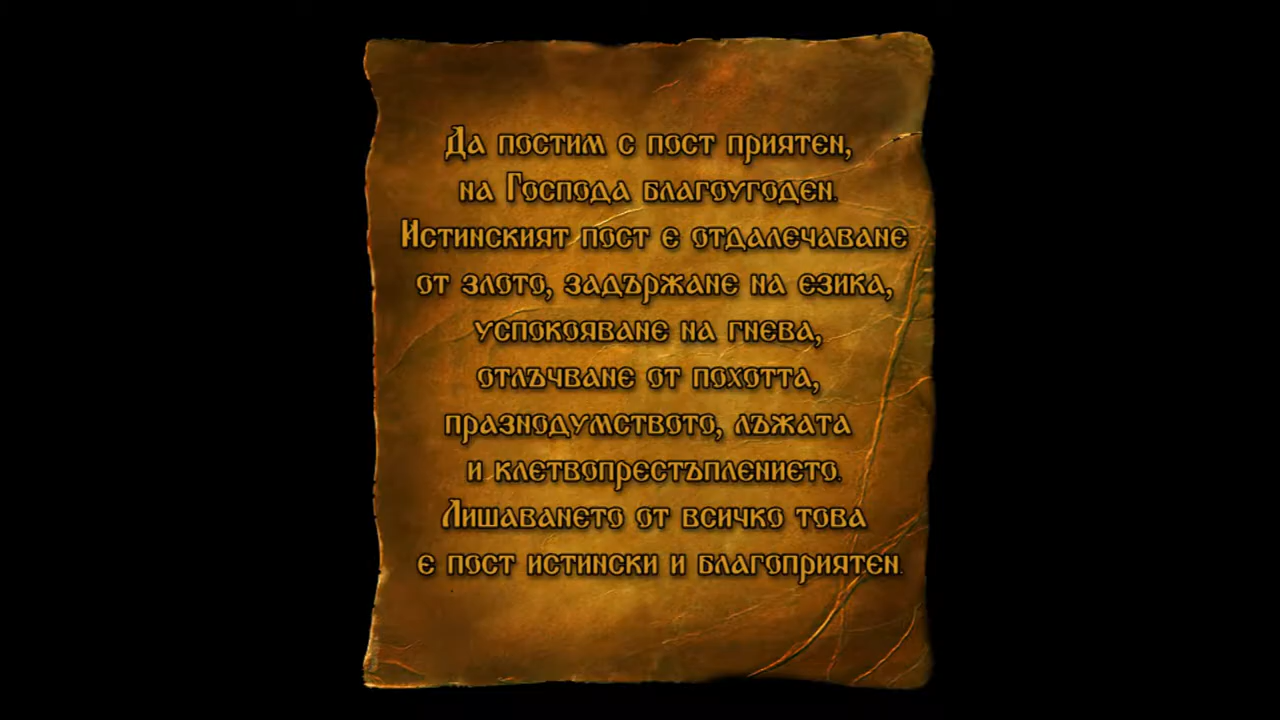 Да постим с пост приятен,
на Господа благоугоден.
Истинският пост е отдалечаване
от злото, задържане на езика,
успокояване на гнева,
отлъчване от похотта,
празнодумството, лъжата
и клетвопрестъплението.
Лишаването от всичко това
е пост истински и благоприятен.